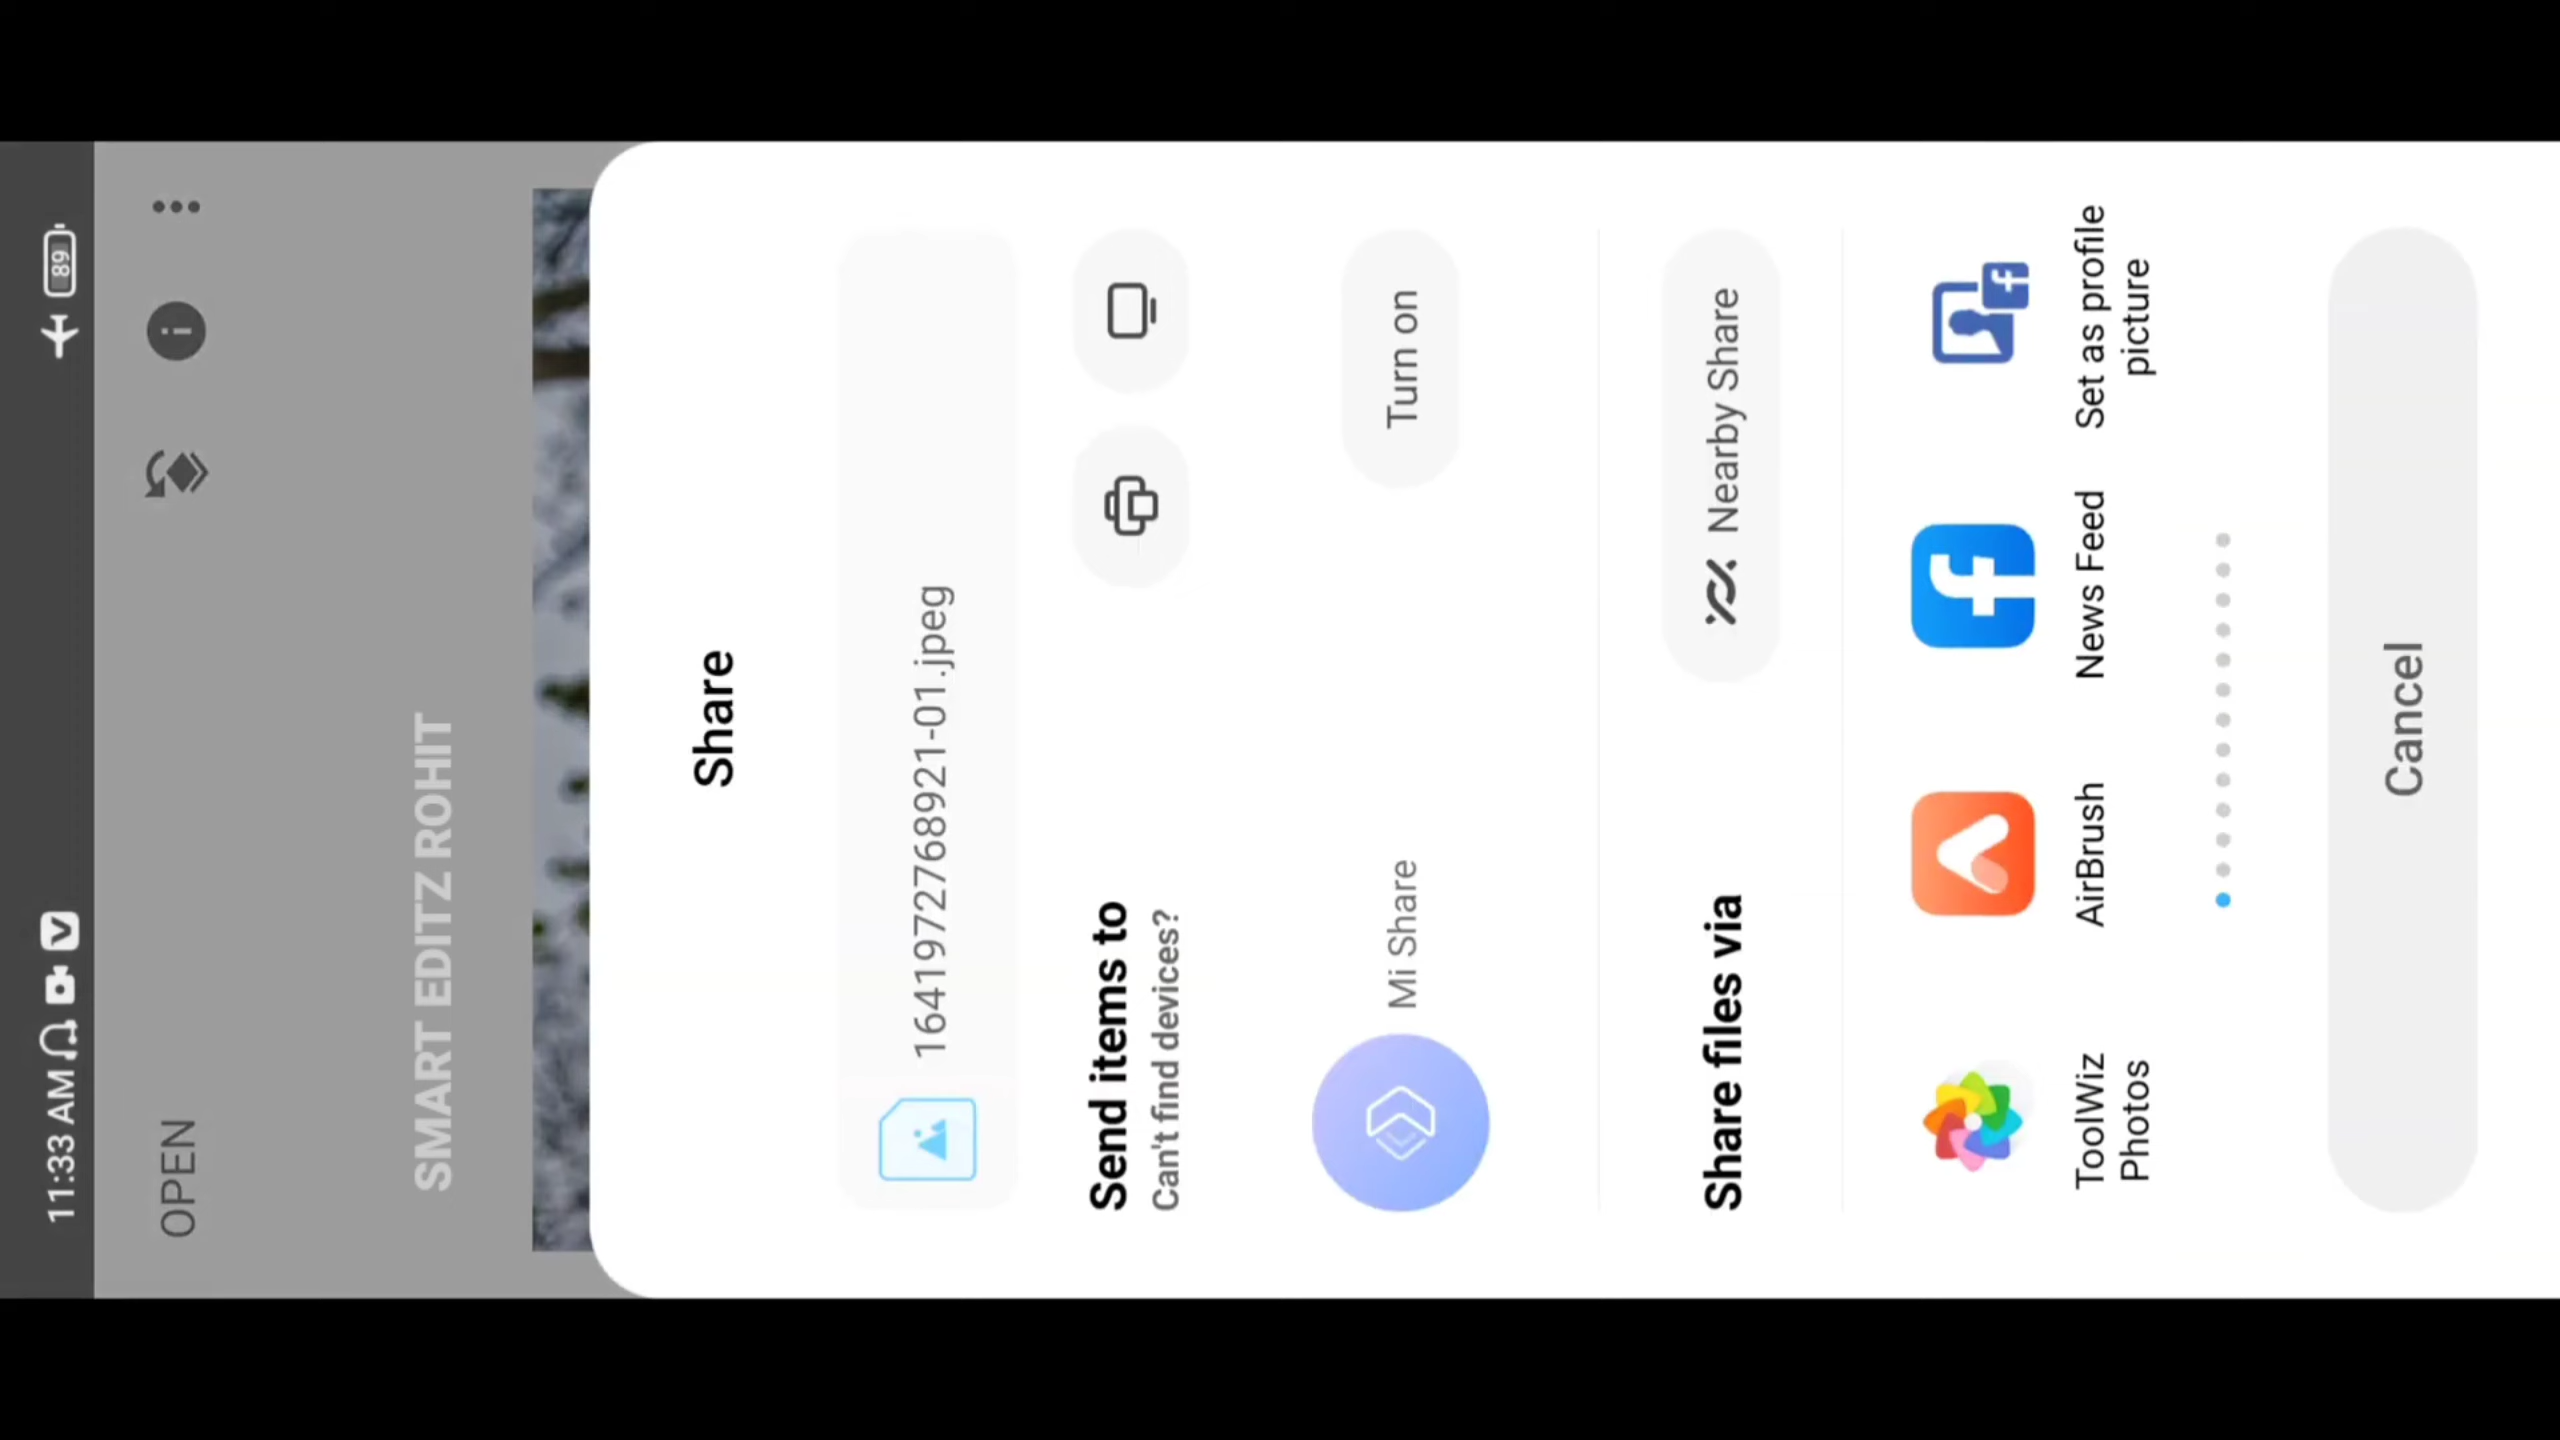 11:33 AM
89
OPEN
SMART EDITZ ROHIT
Share
1641972768921-01.jpeg
Send items to
Can't find devices?
Mi Share
Turn on
Share files via
Nearby Share
ToolWiz
Photos
AirBrush
News Feed
Set as profile
picture
Cancel